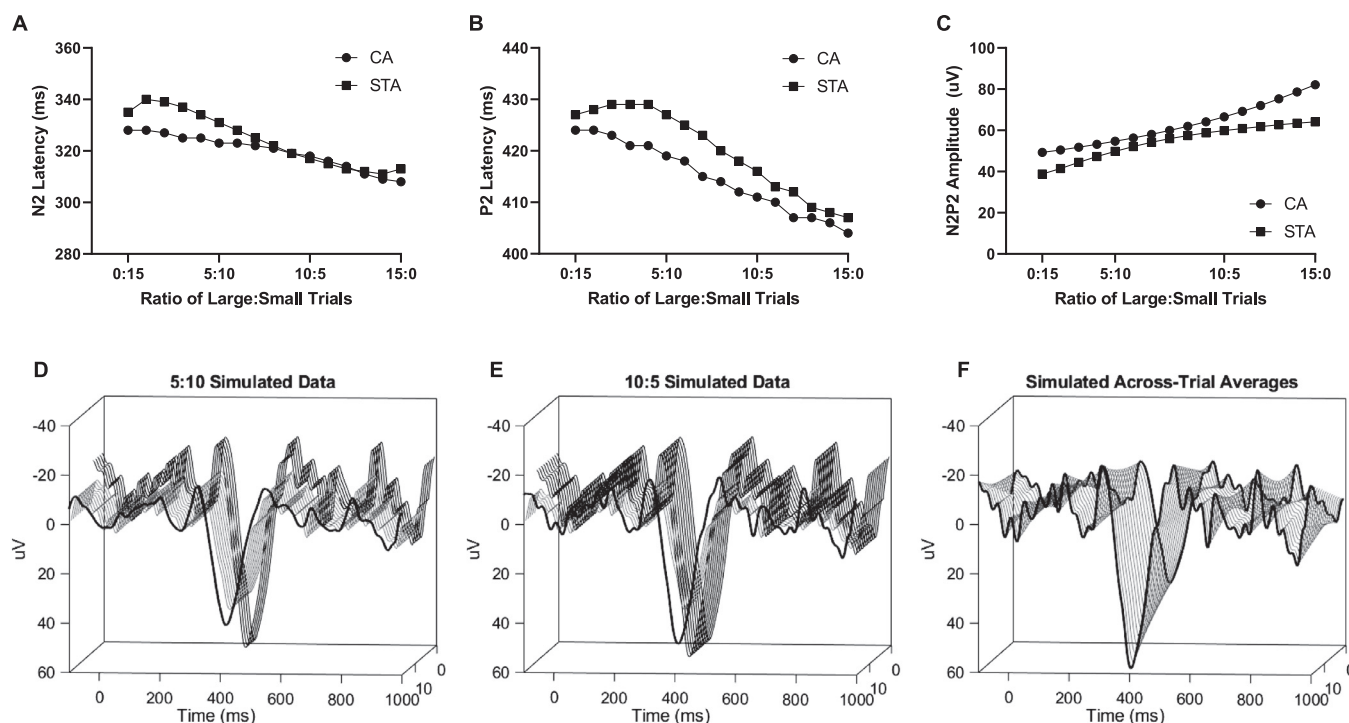 A
360
340
320
300
280
N2 Latency (ms)
CA
STA
0:15
5:10
10:5
15:0
Ratio of Large:Small Trials
B
440
430
420
410
400
P2 Latency (ms)
CA
STA
0:15
5:10
10:5
15:0
Ratio of Large:Small Trials
C
100
80
60
40
20
0
N2P2 Amplitude (uV)
CA
STA
0:15
5:10
10:5
15:0
Ratio of Large:Small Trials
D
5:10 Simulated Data
-40
-20
0
20
40
60
uV
0
200
400
600
800
1000
10
0
Time (ms)
E
10:5 Simulated Data
-40
-20
0
20
40
60
uV
0
200
400
600
800
1000
10
0
Time (ms)
F
Simulated Across-Trial Averages
-40
-20
0
20
40
60
uV
0
200
400
600
800
1000
10
0
Time (ms)